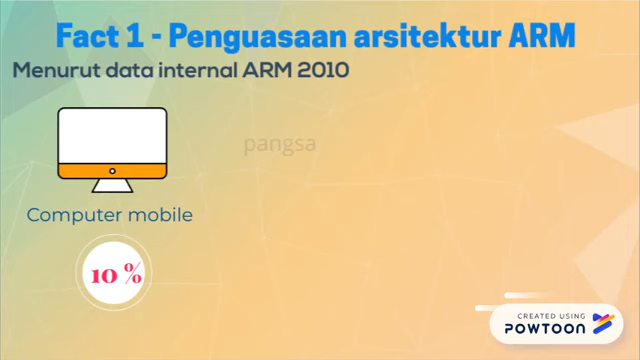 Fact 1 - Penguasaan arsitektur ARM
Menurut data internal ARM 2010
pangsa
Computer mobile
10 %
CREATED USING
POWTOON